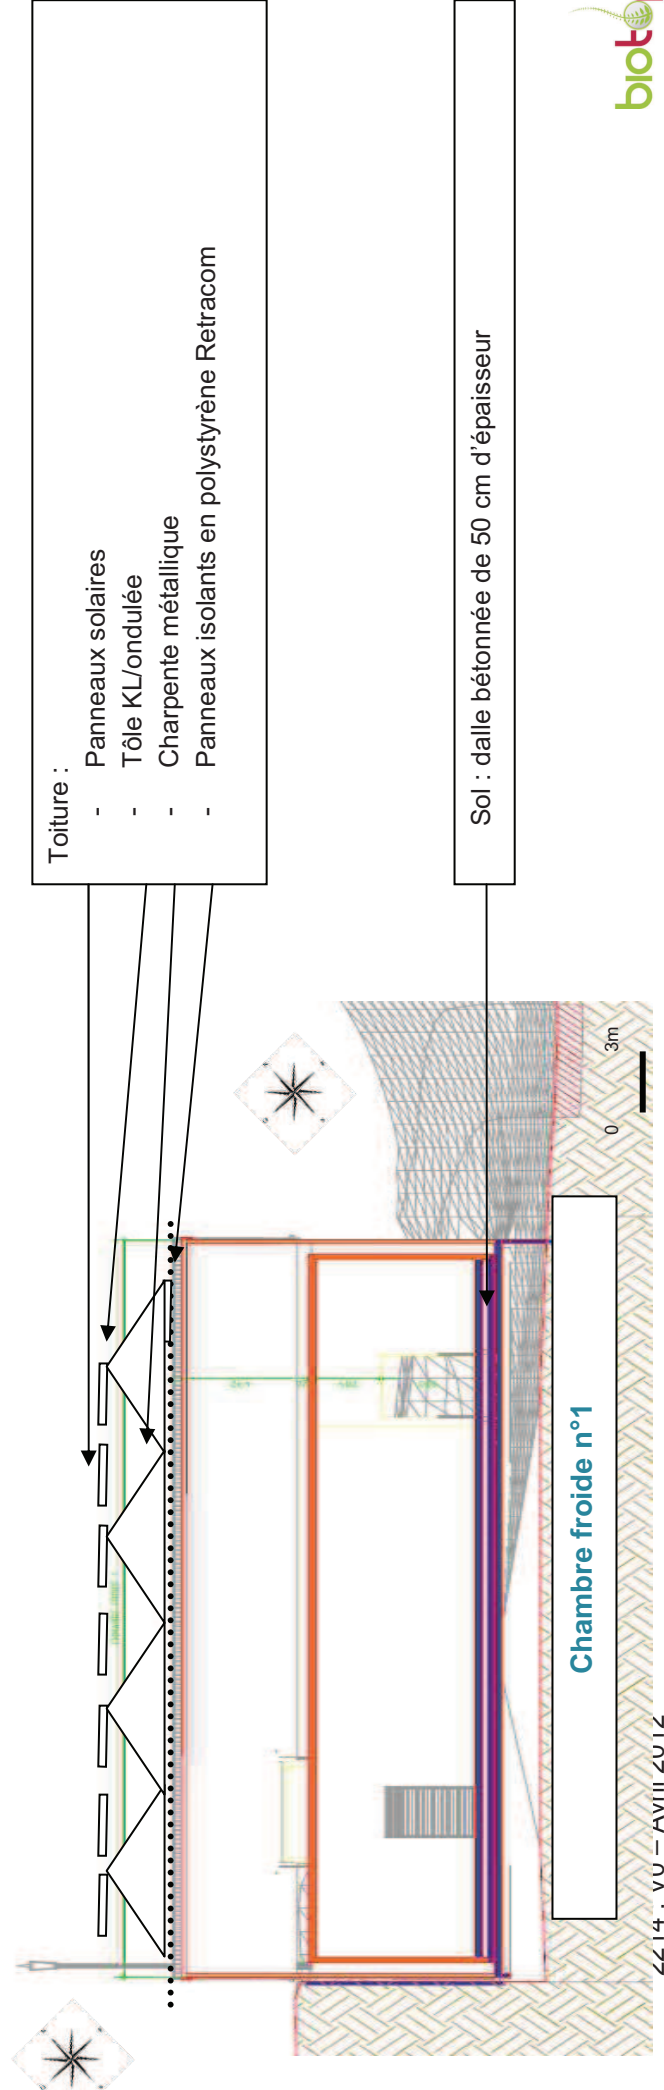 Toiture :
- Panneaux solaires
- Tôle KL/ondulée
- Charpente métallique
- Panneaux isolants en polystyrène Retracom
Sol : dalle bétonnée de 50 cm d’épaisseur
0 3m
Chambre froide n°1
biot